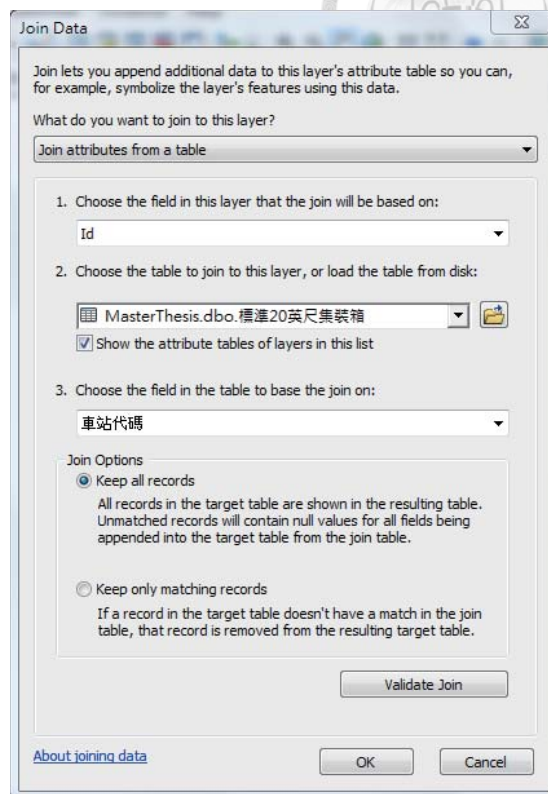 Join Data
Join lets you append additional data to this layer's attribute table so you can,
for example, symbolize the layer's features using this data.
What do you want to join to this layer?
Join attributes from a table
1. Choose the field in this layer that the join will be based on:
Id
2. Choose the table to join to this layer, or load the table from disk:
MasterThesis.dbo.標準20英尺集裝箱
Show the attribute tables of layers in this list
3. Choose the field in the table to base the join on:
車站代碼
Join Options
Keep all records
All records in the target table are shown in the resulting table.
Unmatched records will contain null values for all fields being
appended into the target table from the join table.
Keep only matching records
If a record in the target table doesn't have a match in the join
table, that record is removed from the resulting target table.
Validate Join
About joining data
OK
Cancel